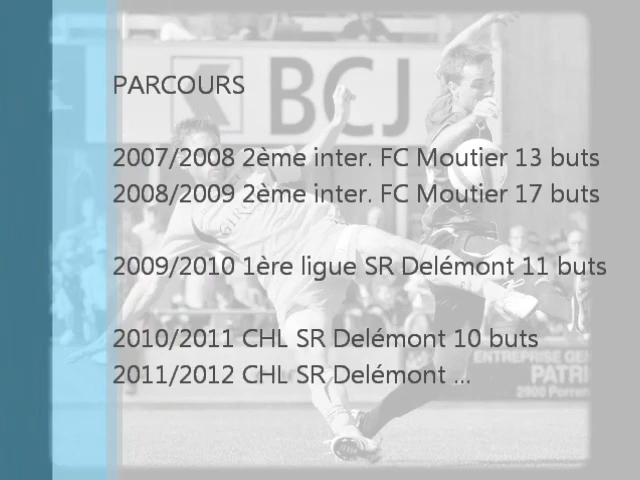 BCJ
PARCOURS
2007/2008 2ème inter. FC Moutier 13 buts
2008/2009 2ème inter. FC Moutier 17 buts
2009/2010 1ère ligue SR Delémont 11 buts
2010/2011 CHL SR Delémont 10 buts
2011/2012 CHL SR Delémont ...
ENTREPRISE
PATRI
2900